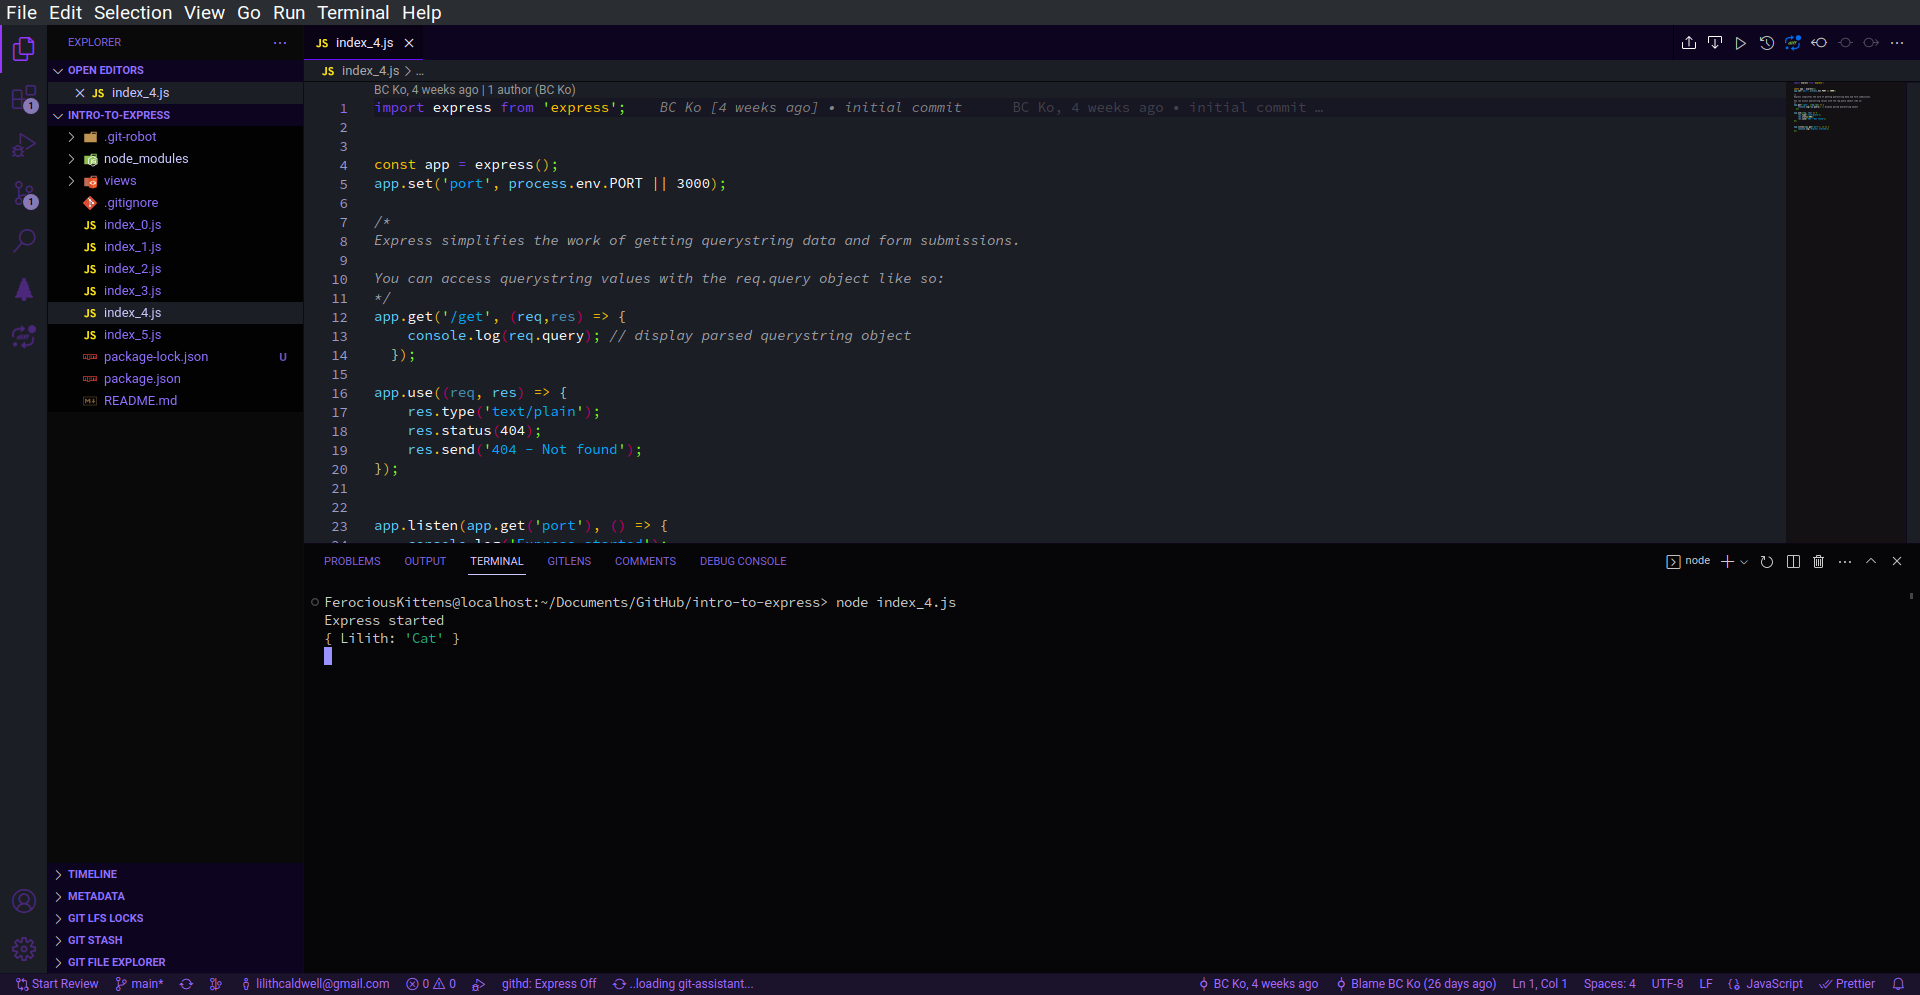 File Edit Selection View Go Run Terminal Help
EXPLORER
OPEN EDITORS
JS index_4.js
INTRO-TO-EXPRESS
.git-robot
node_modules
views
.gitignore
JS index_0.js
JS index_1.js
JS index_2.js
JS index_3.js
JS index_4.js
JS index_5.js
package-lock.json U
package.json
README.md
TIMELINE
METADATA
GIT LFS LOCKS
GIT STASH
GIT FILE EXPLORER
1
1
JS index_4.js
JS index_4.js > ...
BC Ko, 4 weeks ago | 1 author (BC Ko)
1 import express from 'express'; BC Ko [4 weeks ago] • initial commit BC Ko, 4 weeks ago • initial commit …
2
3
4 const app = express();
5 app.set('port', process.env.PORT || 3000);
6
7 /*
8 Express simplifies the work of getting querystring data and form submissions.
9
10 You can access querystring values with the req.query object like so:
11 */
12 app.get('/get', (req,res) => {
13 console.log(req.query); // display parsed querystring object
14 });
15
16 app.use((req, res) => {
17 res.type('text/plain');
18 res.status(404);
19 res.send('404 - Not found');
20 });
21
22
23 app.listen(app.get('port'), () => {
24 console.log('Express started');
PROBLEMS OUTPUT TERMINAL GITLENS COMMENTS DEBUG CONSOLE
node
FerociousKittens@localhost:~/Documents/GitHub/intro-to-express> node index_4.js
Express started
{ Lilith: 'Cat' }
Start Review main* lilithcaldwell@gmail.com 0 0 githd: Express Off ..loading git-assistant... BC Ko, 4 weeks ago Blame BC Ko (26 days ago) Ln 1, Col 1 Spaces: 4 UTF-8 LF JavaScript Prettier